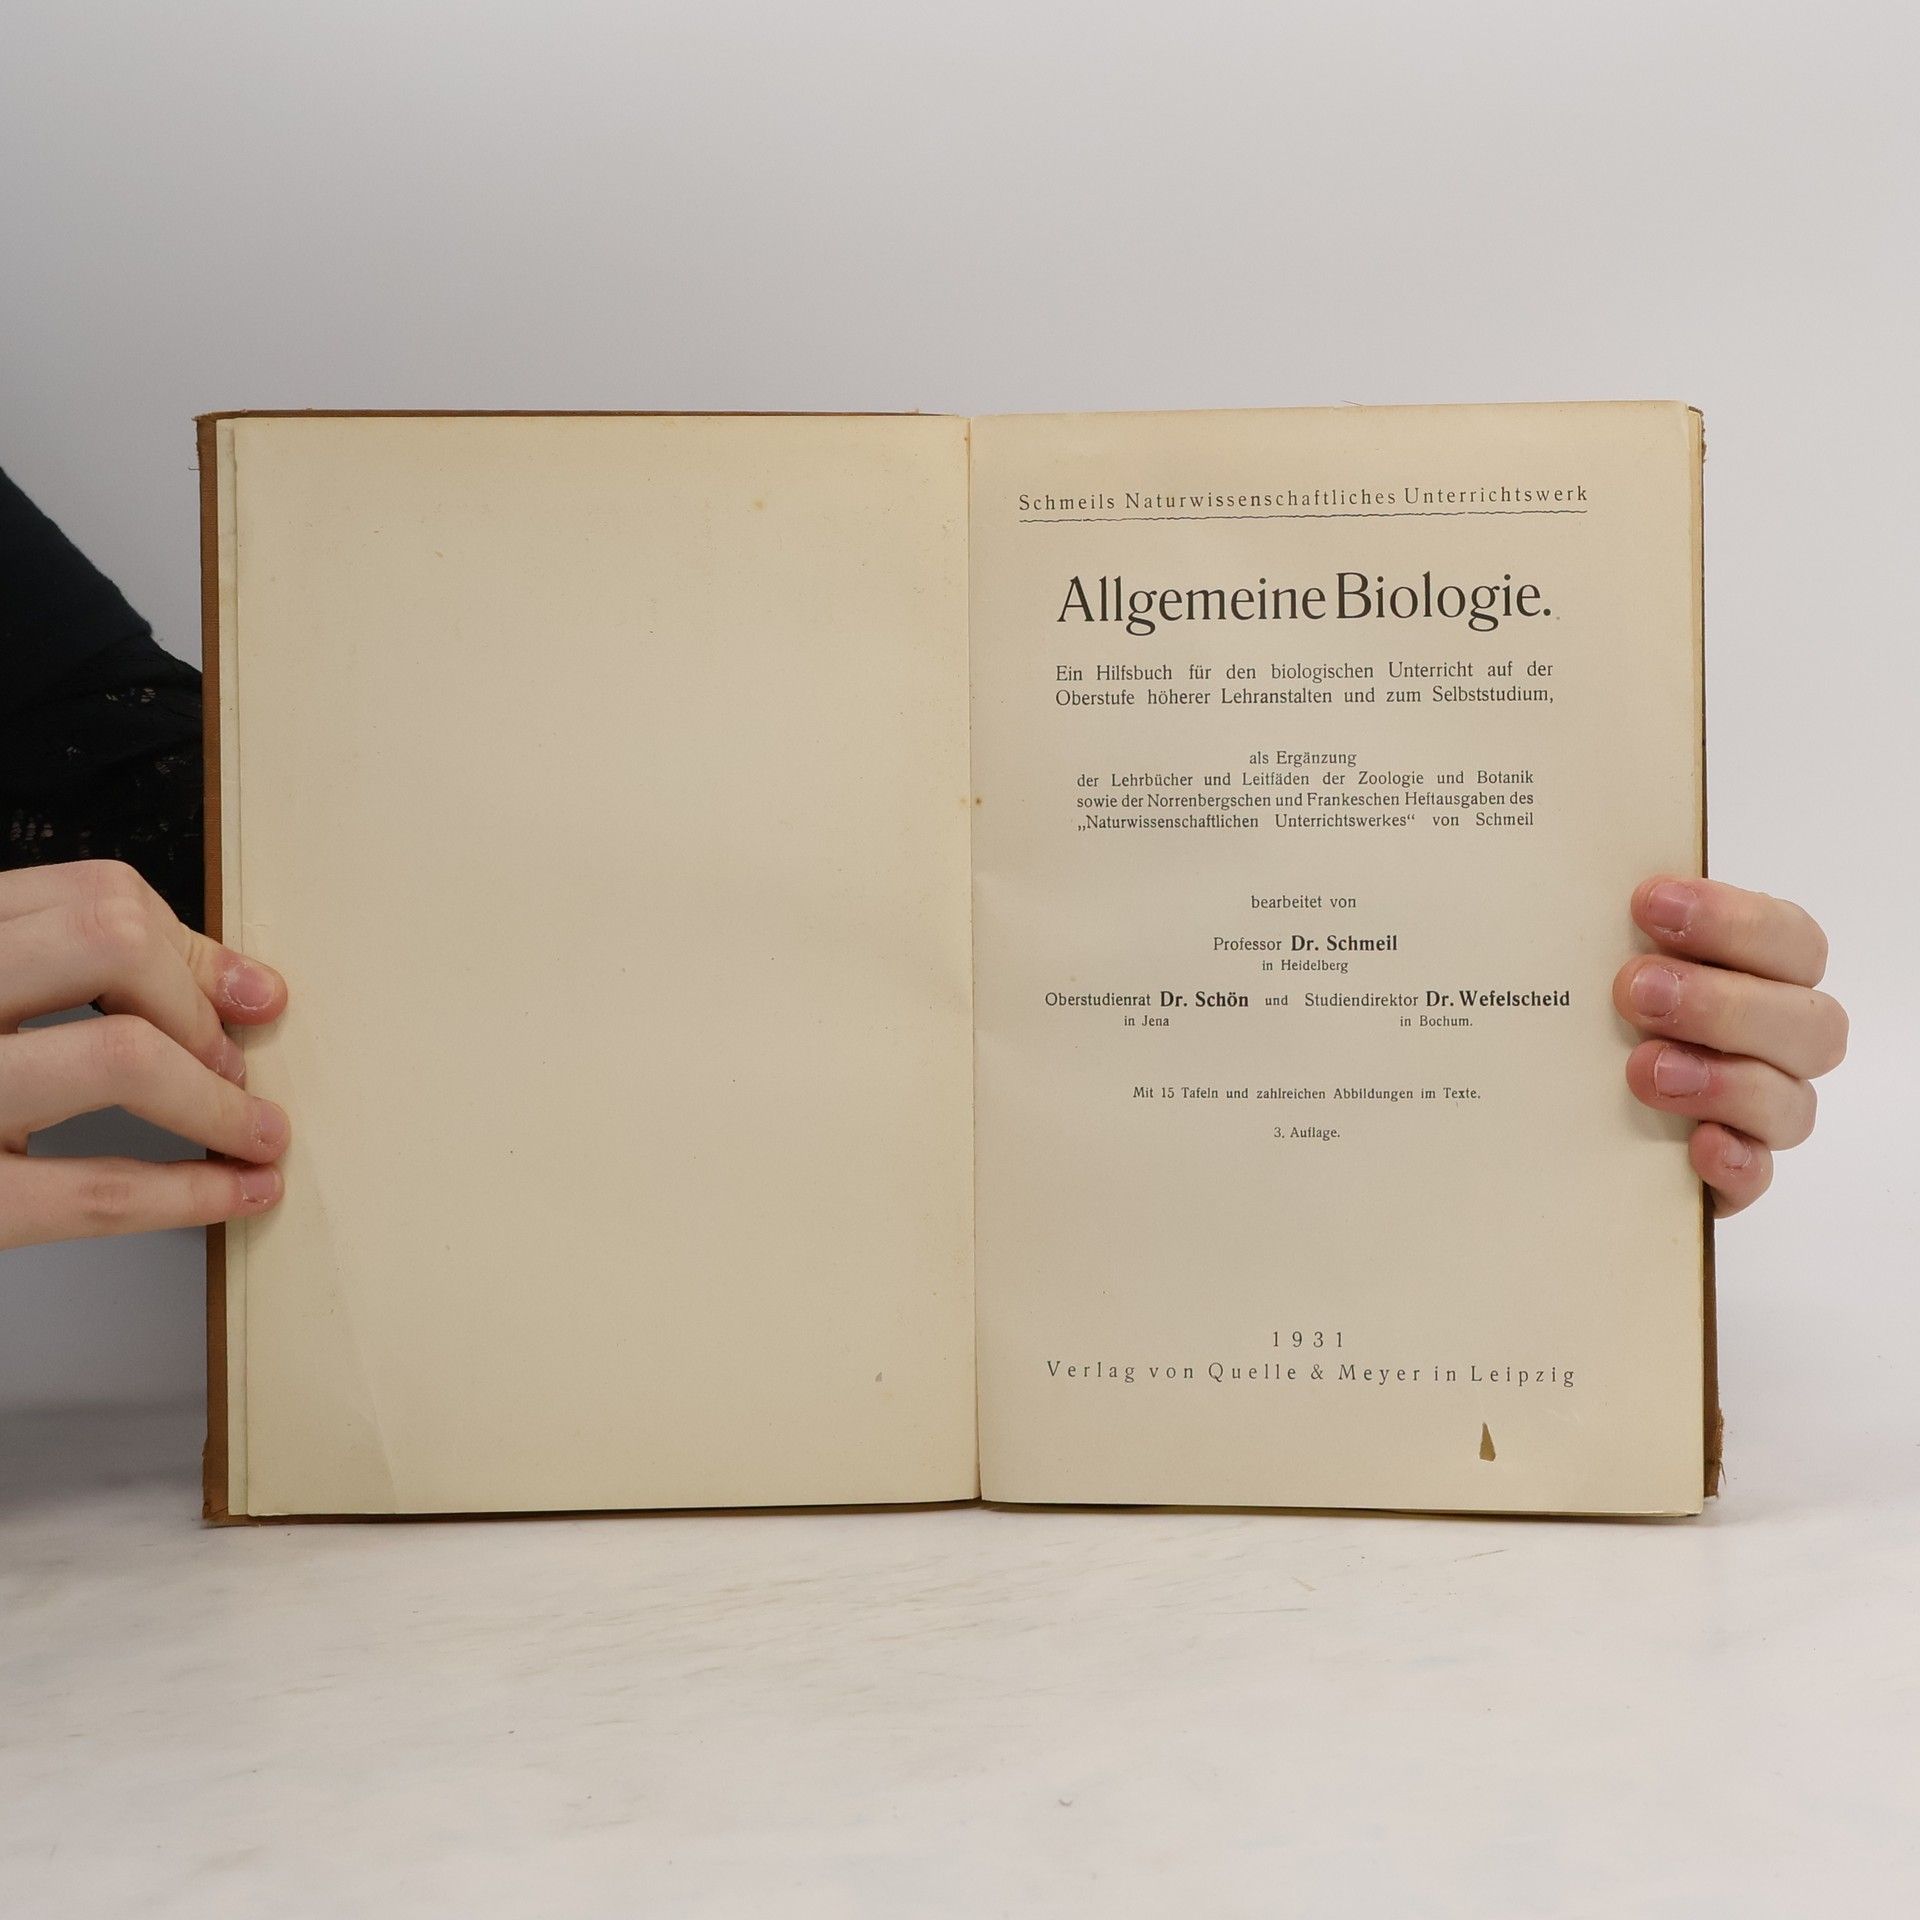 Schmeils Naturwissenschaftliches Unterrichtswerk
Allgemeine Biologie.
Ein Hilfsbuch für den biologischen Unterricht auf der
Oberstufe höherer Lehranstalten und zum Selbststudium,
als Ergänzung
der Lehrbücher und Leitfäden der Zoologie und Botanik
sowie der Norrenbergschen und Frankeschen Heftausgaben des
„Naturwissenschaftlichen Unterrichtswerkes“ von Schmeil
bearbeitet von
Professor Dr. Schmeil
in Heidelberg
Oberstudienrat Dr. Schön und Studiendirektor Dr. Wefelscheid
in Jena in Bochum.
Mit 15 Tafeln und zahlreichen Abbildungen im Texte.
3. Auflage.
1931
Verlag von Quelle & Meyer in Leipzig